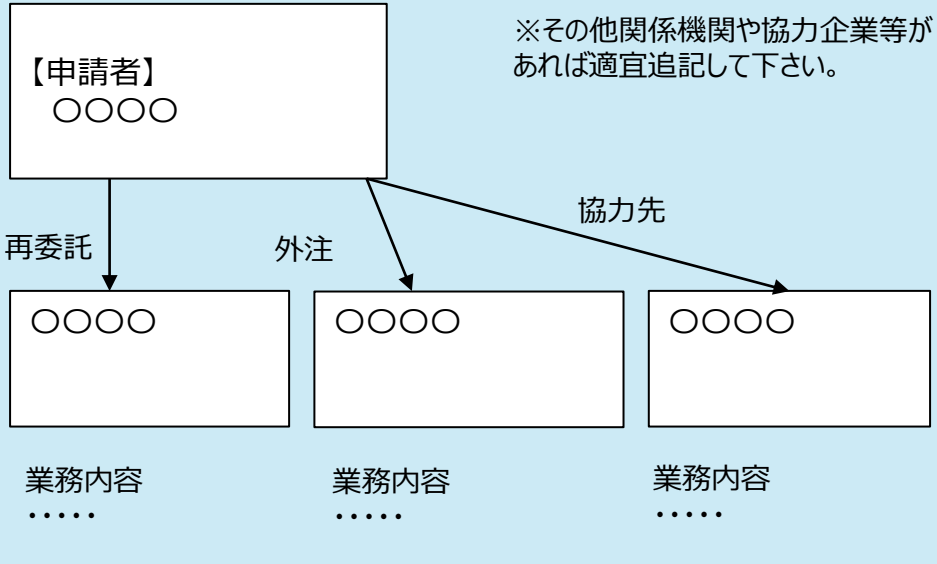 【申請者】
〇〇〇〇
※その他関係機関や協力企業等が
あれば適宜追記して下さい。
再委託
外注
協力先
〇〇〇〇
〇〇〇〇
〇〇〇〇
業務内容
・・・・・
業務内容
・・・・・
業務内容
・・・・・